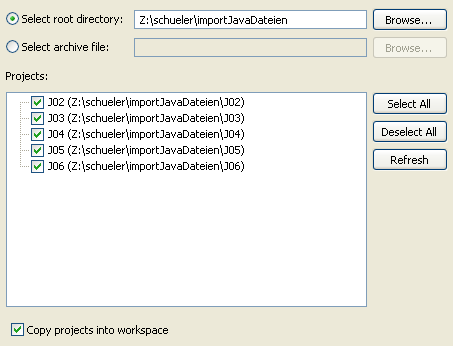 Select root directory: Z:\schueler\importJavaDateien Browse...
Select archive file: Browse...
Projects:
J02 (Z:\schueler\importJavaDateien\J02) Select All
J03 (Z:\schueler\importJavaDateien\J03)
J04 (Z:\schueler\importJavaDateien\J04) Deselect All
J05 (Z:\schueler\importJavaDateien\J05)
J06 (Z:\schueler\importJavaDateien\J06) Refresh
Copy projects into workspace